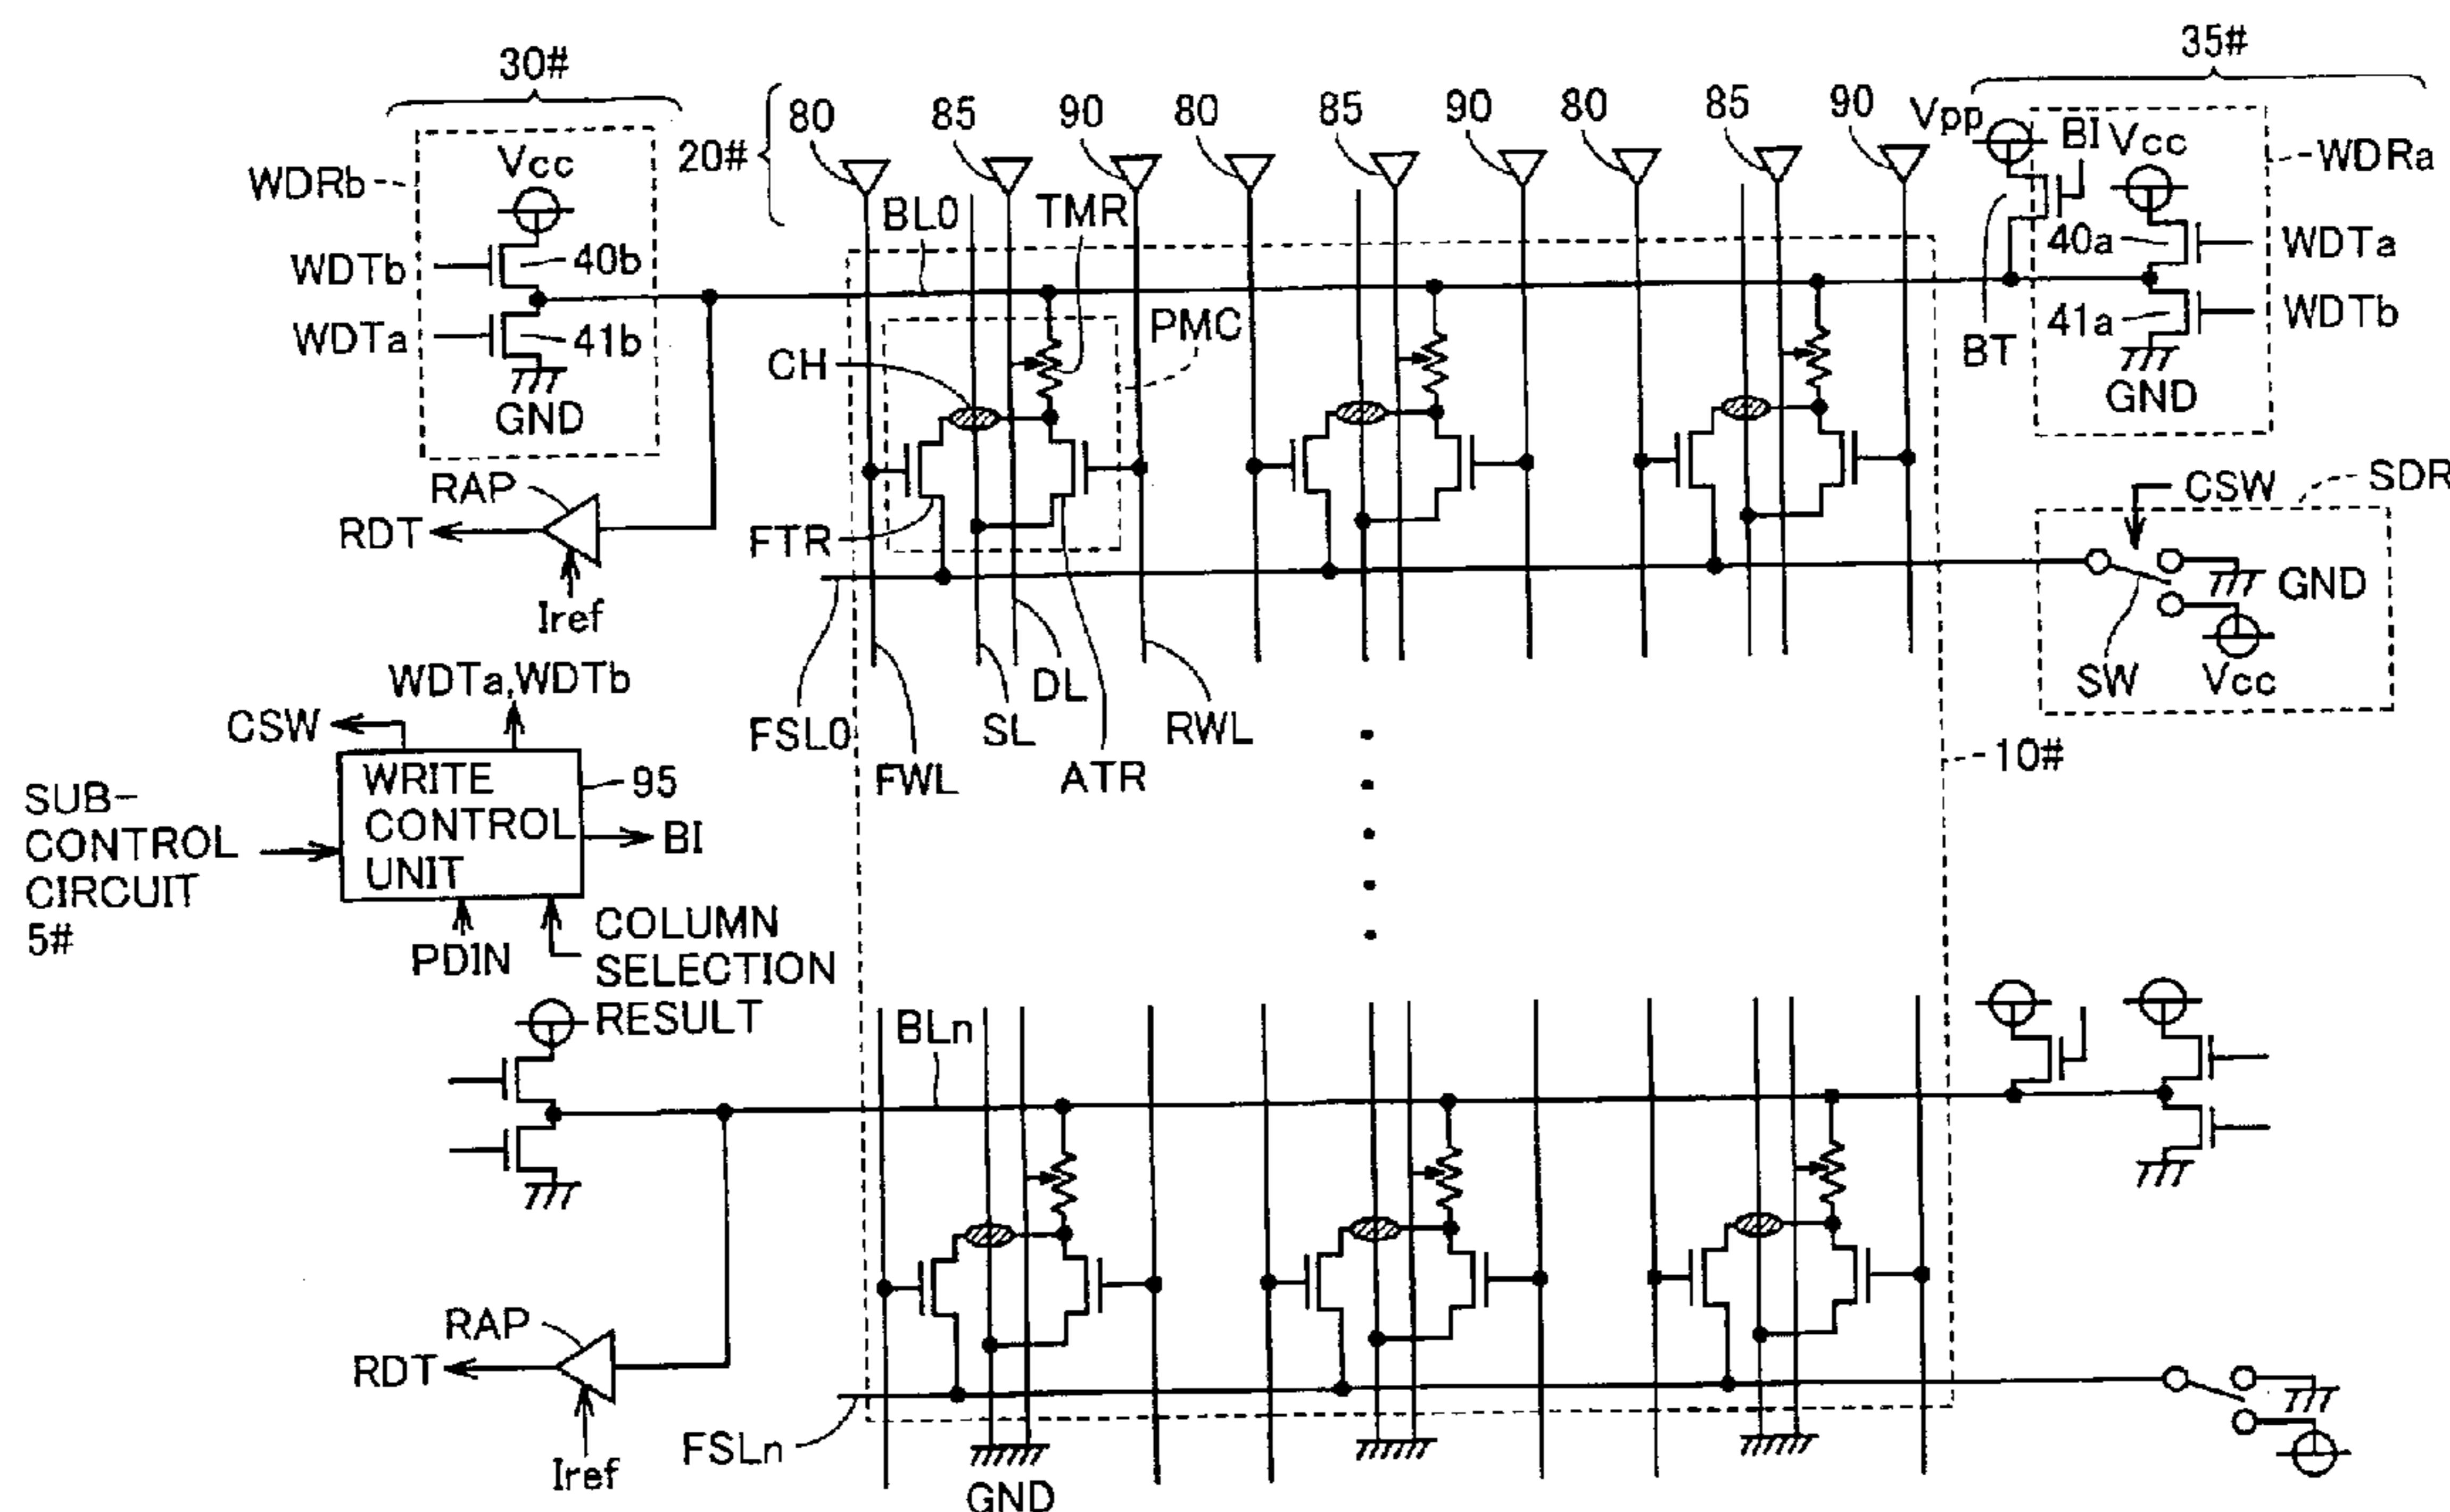 30#
35#
20#
80
85
90
80
85
90
80
85
90
Vpp
BI
Vcc
WDRa
WDRb
Vcc
BL0
TMR
WDTb
40b
40a
WDTa
WDTa
41b
PMC
41a
WDTb
CH
BT
GND
GND
RAP
CSW
SDR
RDT
FTR
GND
Iref
WDTa,WDTb
DL
SW
Vcc
CSW
FSL0
SL
RWL
FWL
ATR
10#
WRITE
CONTROL
UNIT
95
SUB-
CONTROL
CIRCUIT
5#
BI
PDIN
COLUMN
SELECTION
RESULT
BLn
RAP
RDT
FSLn
Iref
GND